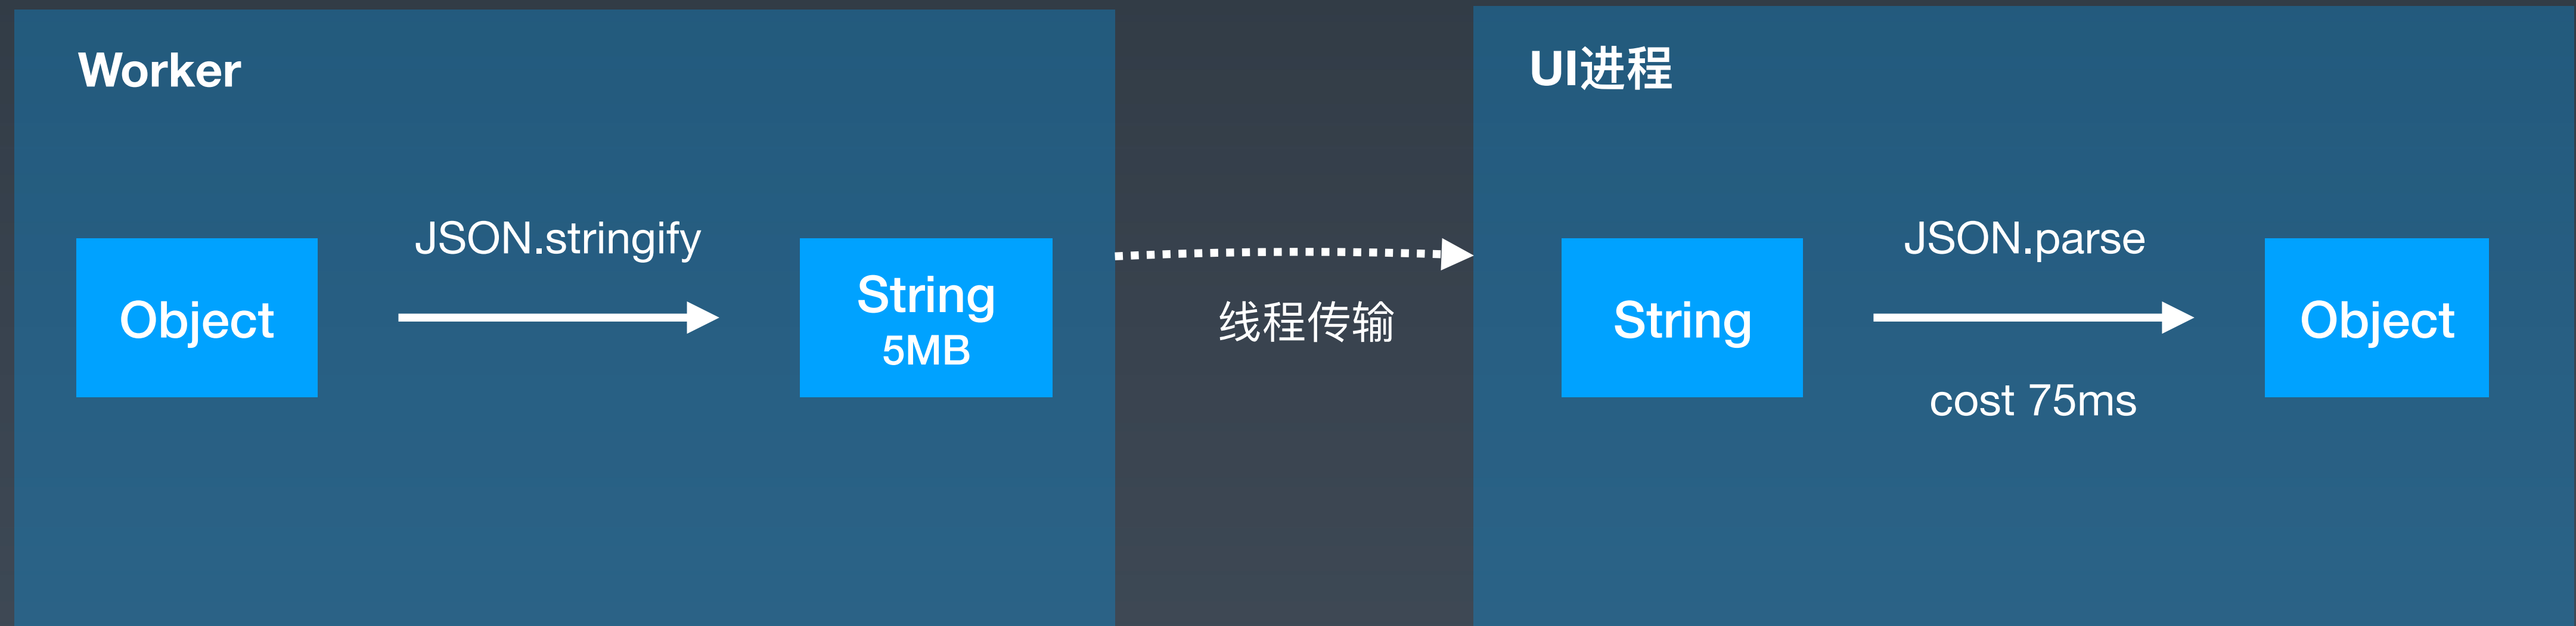 Worker
Object
JSON.stringify
String
5MB
线程传输
UI进程
String
JSON.parse
cost 75ms
Object